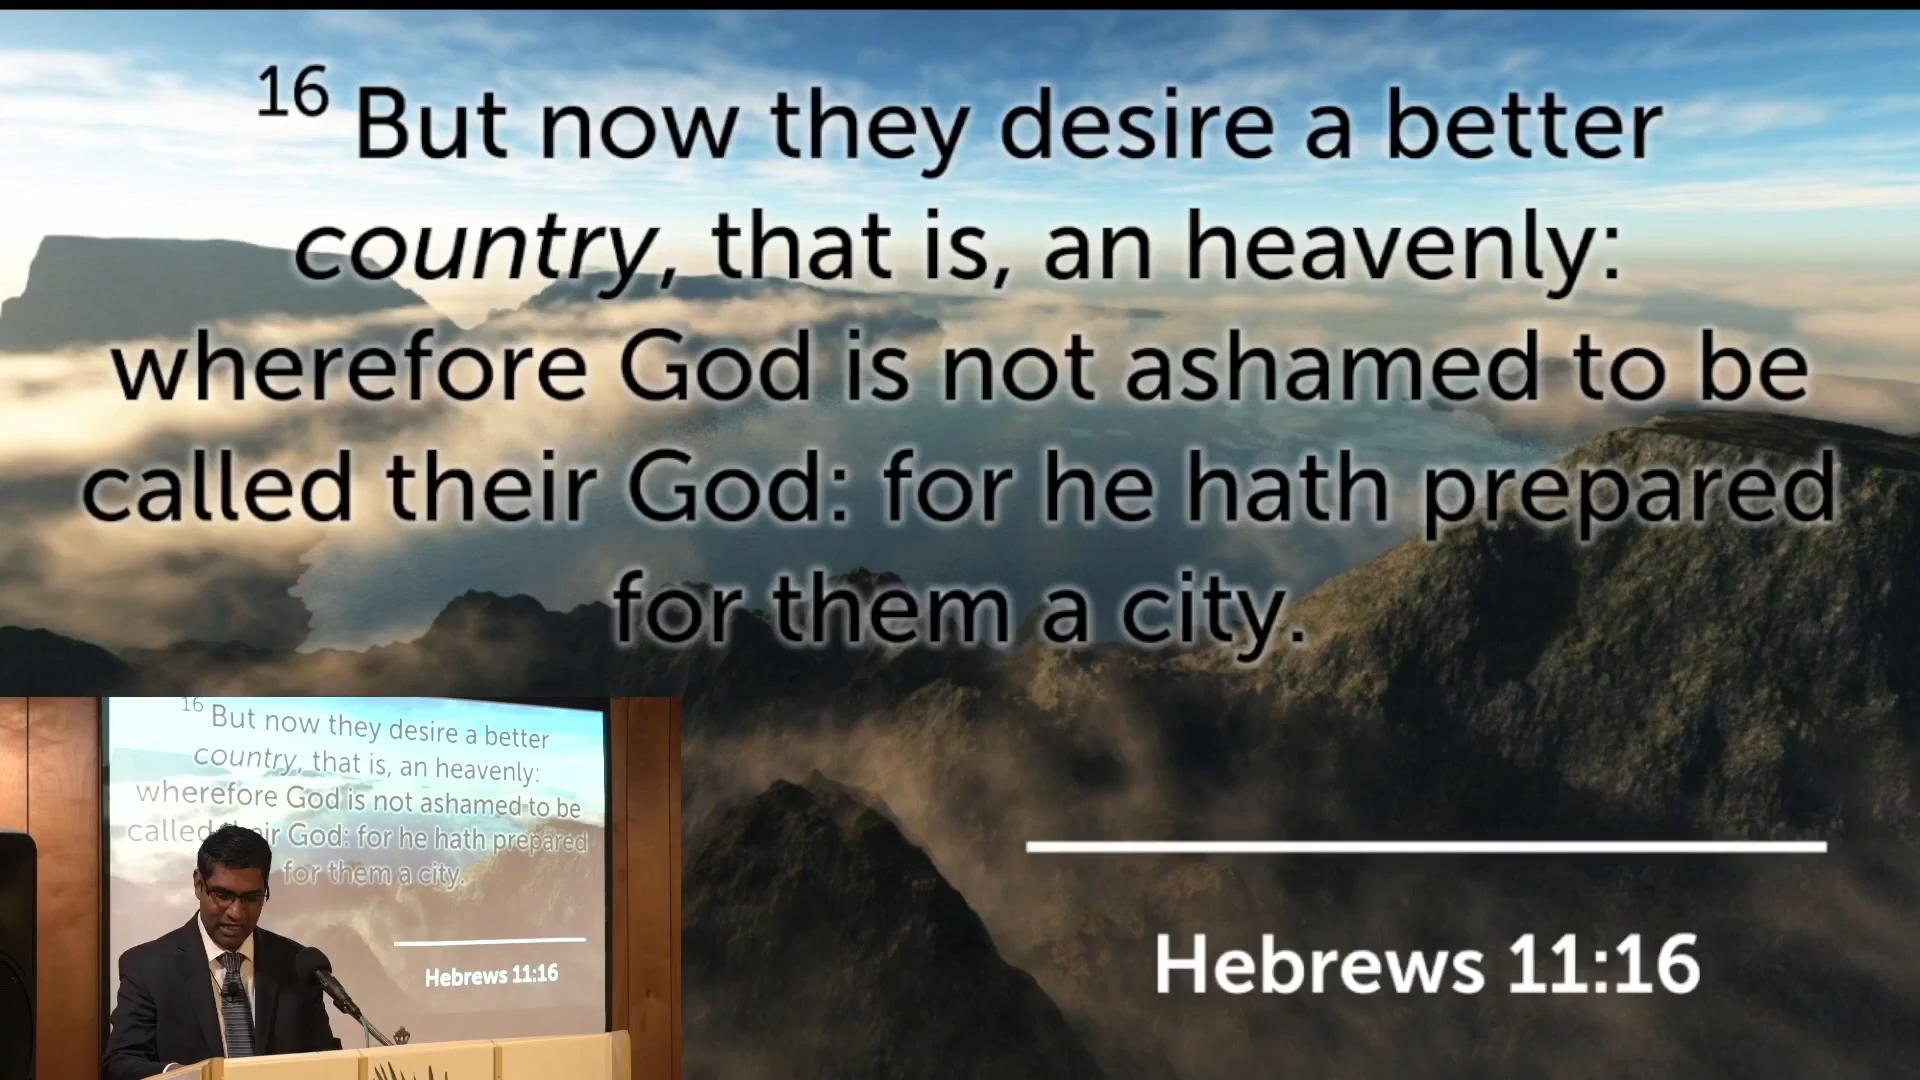 16 But now they desire a better
country, that is, an heavenly:
wherefore God is not ashamed to be
called their God: for he hath prepared
for them a city.
Hebrews 11:16
16 But now they desire a better
country, that is, an heavenly:
wherefore God is not ashamed to be
called their God: for he hath prepared
for them a city.
Hebrews 11:16